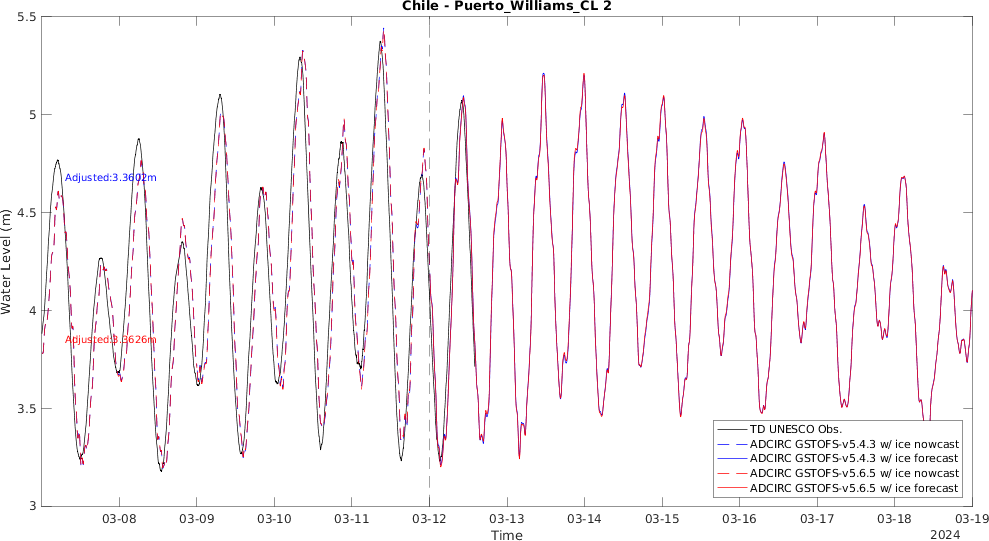 Chile - Puerto_Williams_CL 2
Water Level (m)
5.5
5
4.5
4
3.5
3
Adjusted:3.3602m
Adjusted:3.3626m
TD UNESCO Obs.
ADCIRC GSTOFS-v5.4.3 w/ ice nowcast
ADCIRC GSTOFS-v5.4.3 w/ ice forecast
ADCIRC GSTOFS-v5.6.5 w/ ice nowcast
ADCIRC GSTOFS-v5.6.5 w/ ice forecast
03-08 03-09 03-10 03-11 03-12 03-13 03-14 03-15 03-16 03-17 03-18 03-19
Time
2024